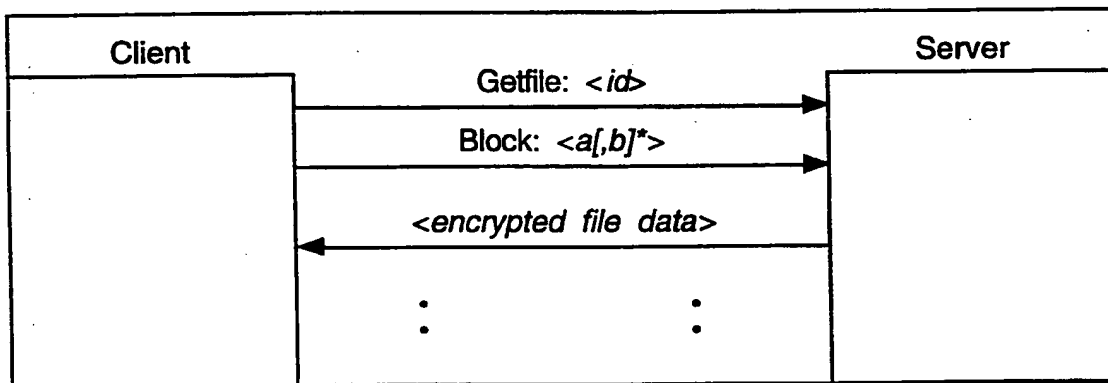 Client
Server
Getfile: <id>
Block: <a[,b]*>
<encrypted file data>